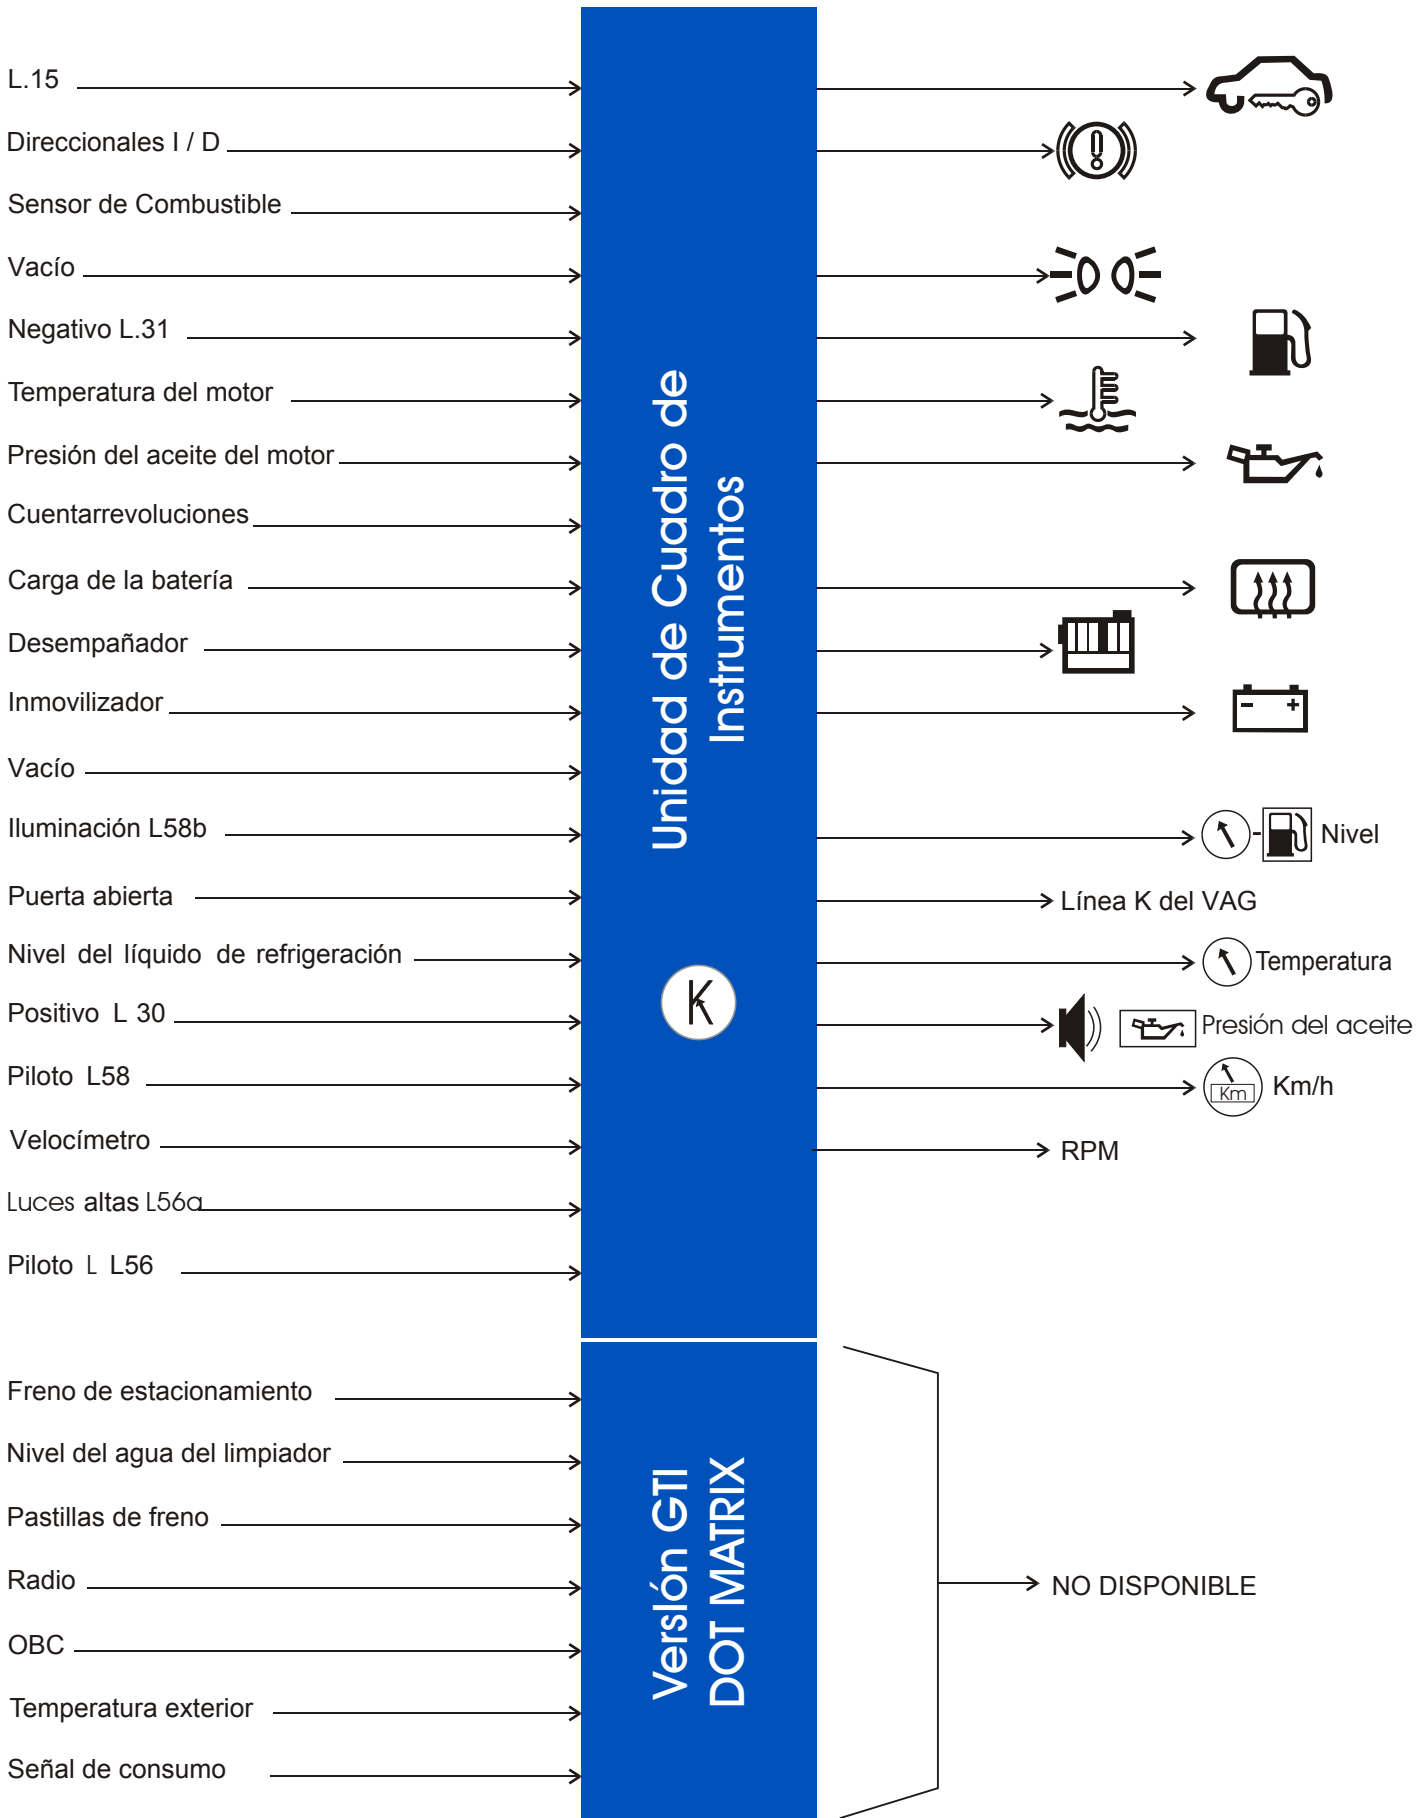 L.15
Direccionales I / D
Sensor de Combustible
Vacío
Negativo L.31
Temperatura del motor
Presión del aceite del motor
Cuentarrevoluciones
Carga de la batería
Desempañador
Inmovilizador
Vacío
Iluminación L58b
Puerta abierta
Nivel del líquido de refrigeración
Positivo L 30
Piloto L58
Velocímetro
Luces altas L56a
Piloto L L56
Freno de estacionamiento
Nivel del agua del limpiador
Pastillas de freno
Radio
OBC
Temperatura exterior
Señal de consumo
Unidad de Cuadro de
Instrumentos
K
Versión GTI
DOT MATRIX
Nivel
Línea K del VAG
Temperatura
Presión del aceite
Km
Km/h
RPM
NO DISPONIBLE